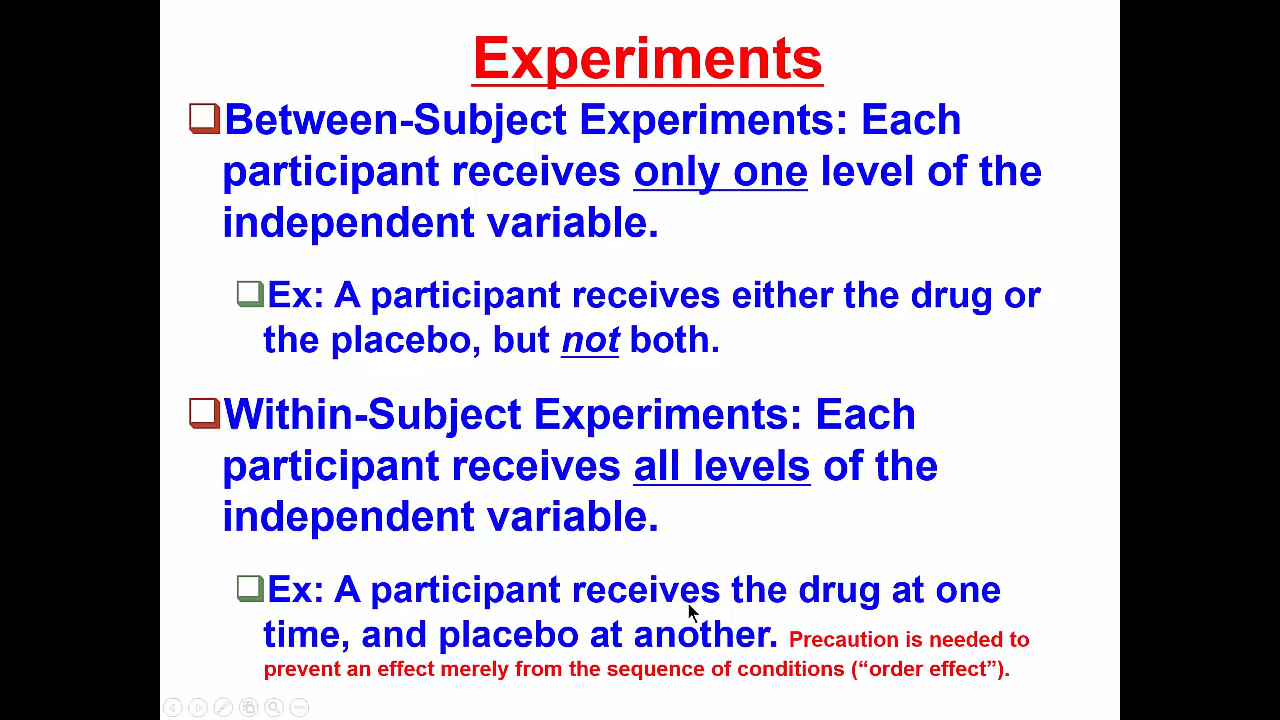 Experiments
Between-Subject Experiments: Each
participant receives only one level of the
independent variable.
Ex: A participant receives either the drug or
the placebo, but not both.
Within-Subject Experiments: Each
participant receives all levels of the
independent variable.
Ex: A participant receives the drug at one
time, and placebo at another. Precaution is needed to
prevent an effect merely from the sequence of conditions (“order effect”).